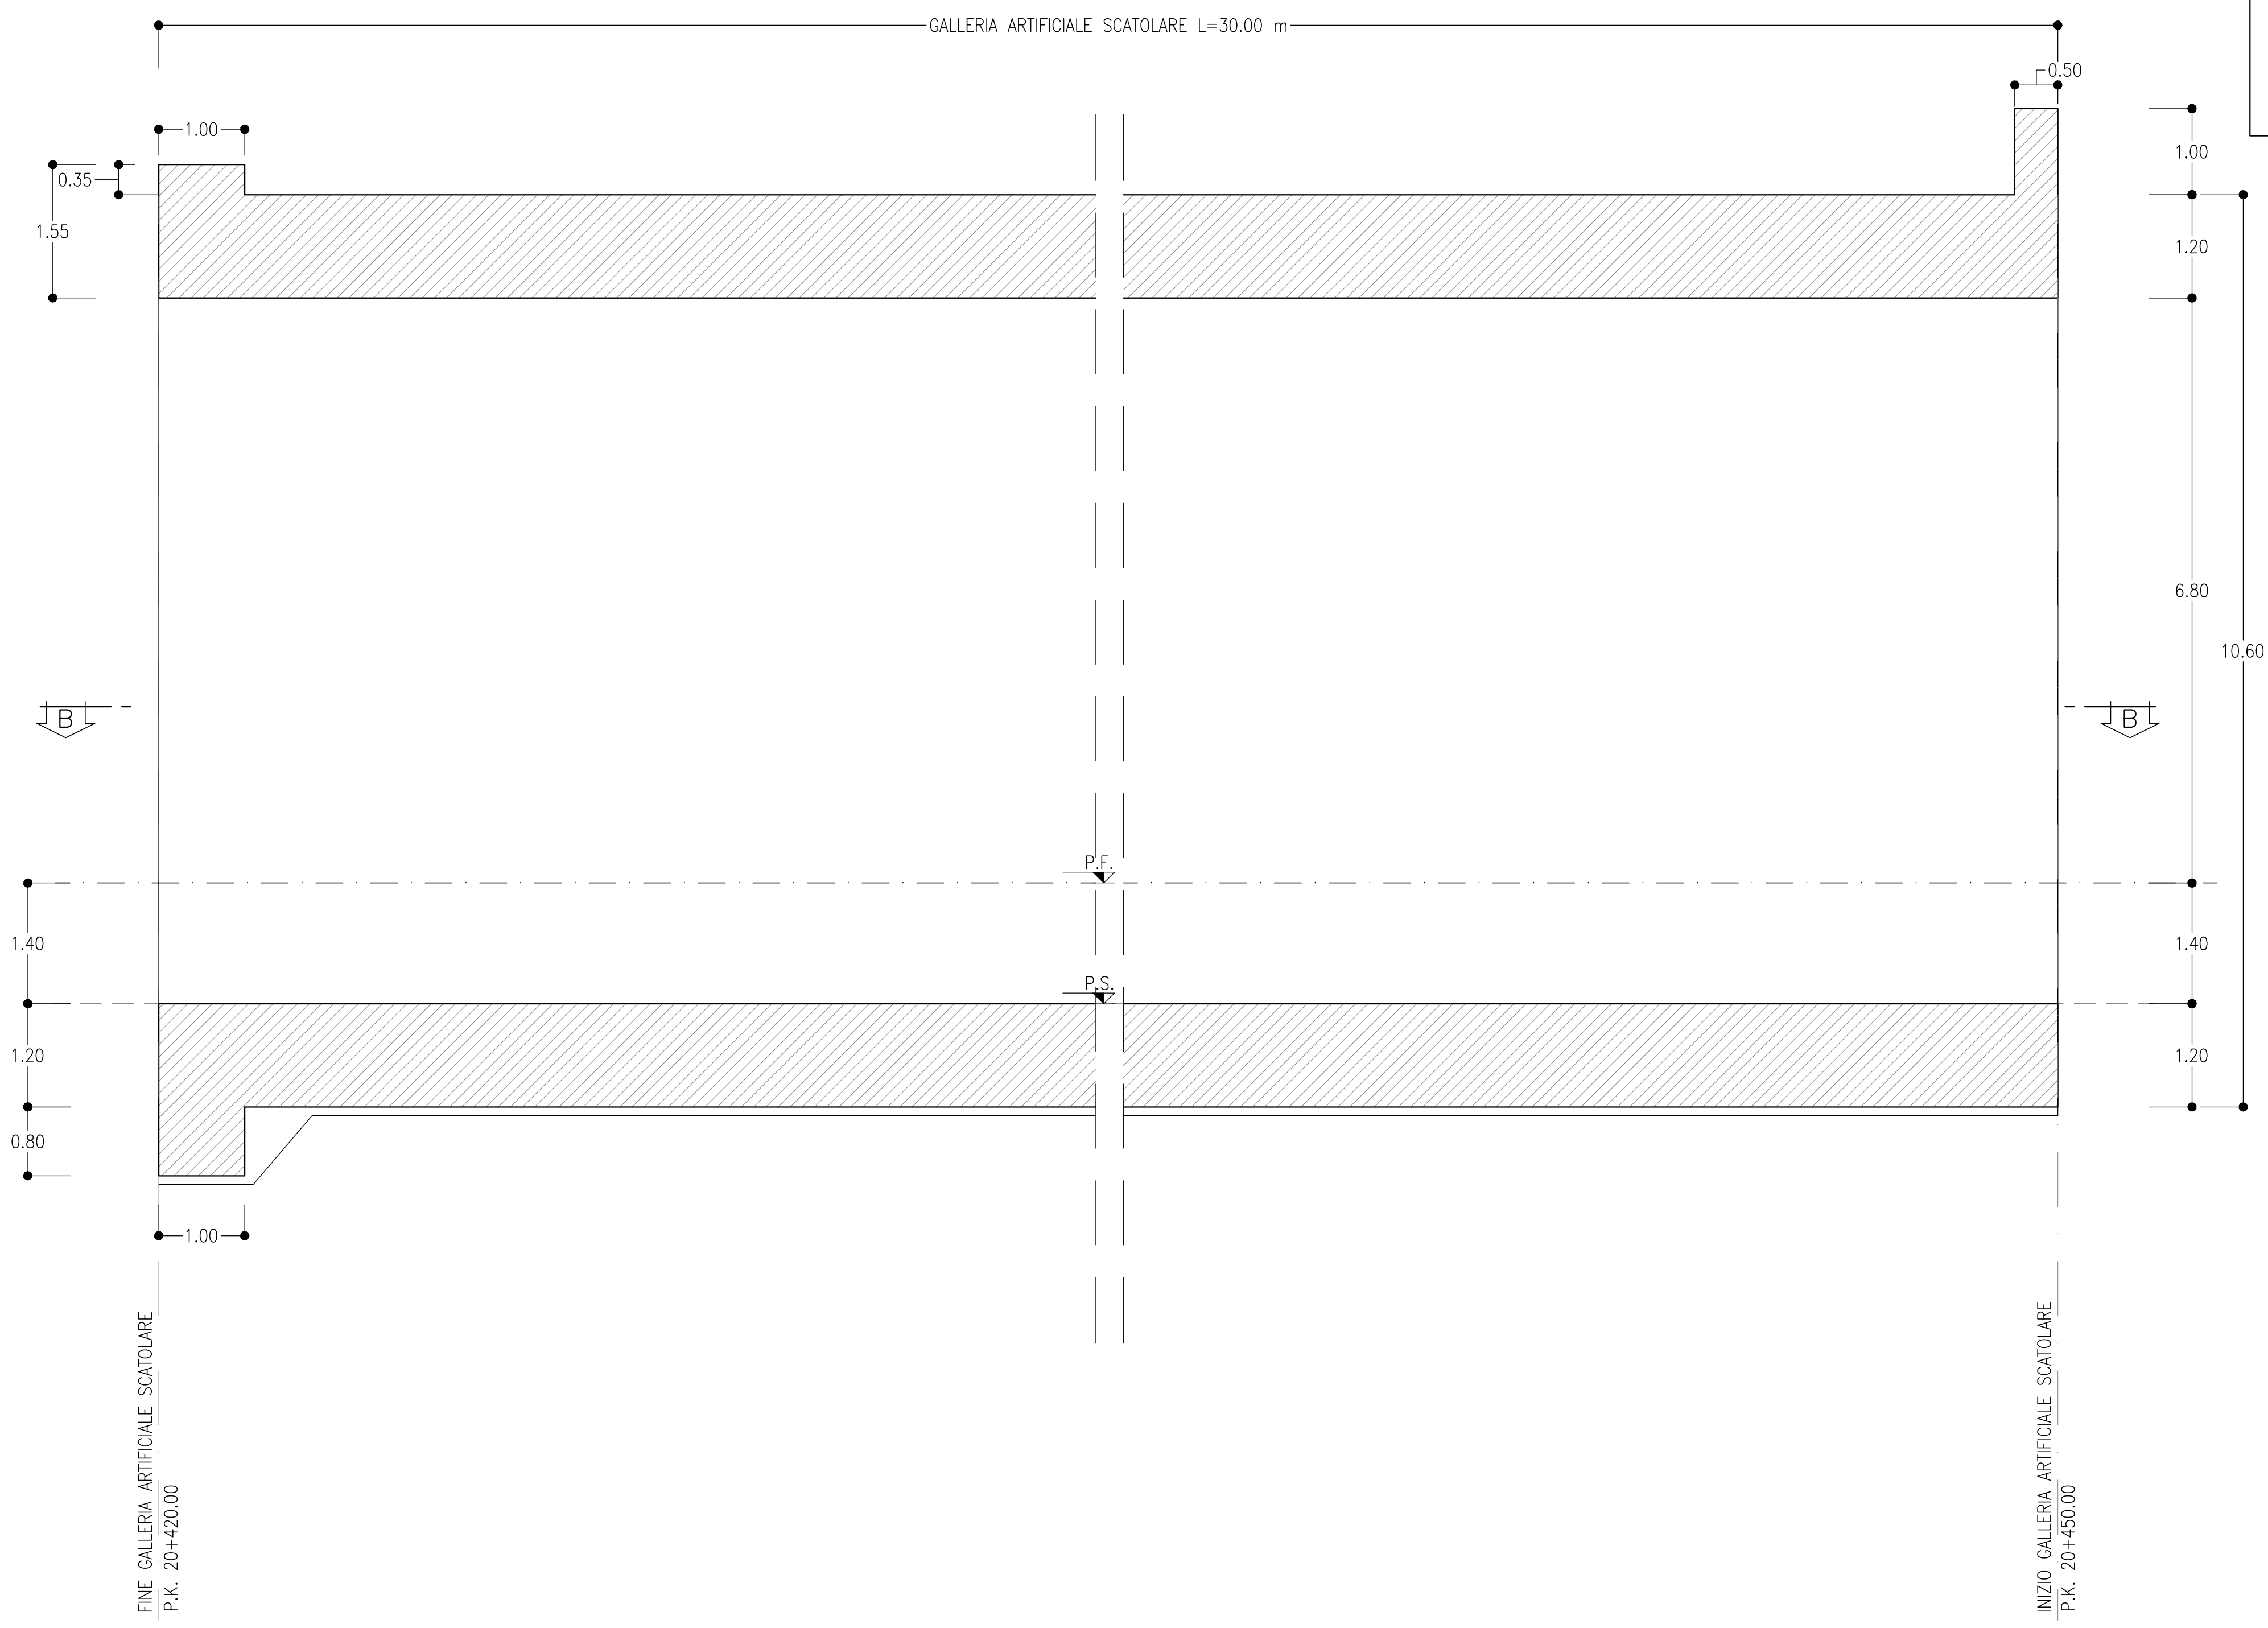 GALLERIA ARTIFICIALE SCATOLARE L=30.00 m
0.50
1.00
1.00
0.35
1.55
1.20
6.80
10.60
B
B
P.F.
1.40
1.40
P.S.
1.20
1.20
0.80
1.00
FINE GALLERIA ARTIFICIALE SCATOLARE
P.K. 20+420.00
INIZIO GALLERIA ARTIFICIALE SCATOLARE
P.K. 20+450.00